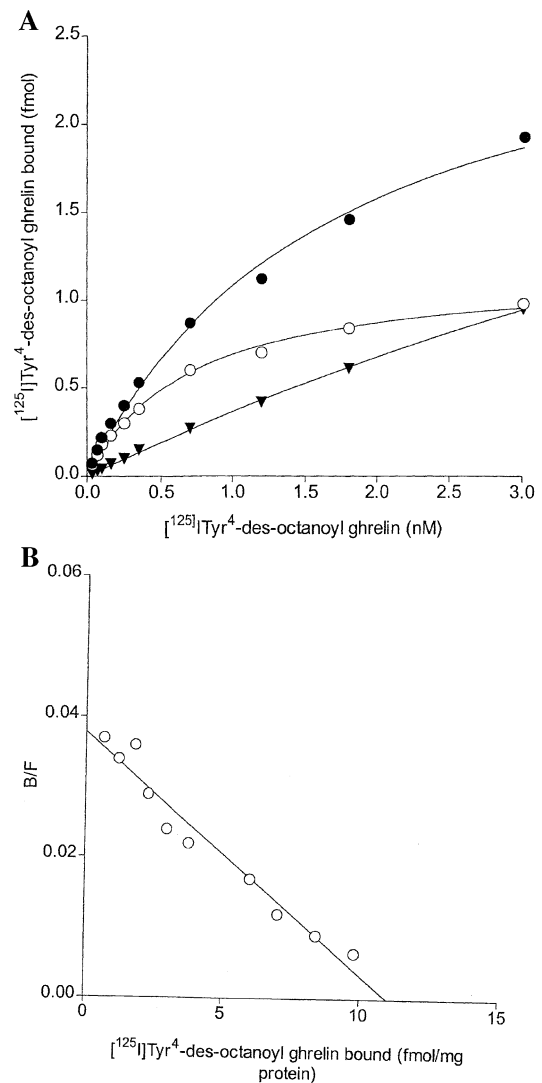 A
[¹²⁵I]Tyr⁴-des-octanoyl ghrelin bound (fmol)
2.5
2.0
1.5
1.0
0.5
0.0
0.0 0.5 1.0 1.5 2.0 2.5 3.0
[¹²⁵]ITyr⁴-des-octanoyl ghrelin (nM)
B
B/F
0.06
0.04
0.02
0.00
0 5 10 15
[¹²⁵I]Tyr⁴-des-octanoyl ghrelin bound (fmol/mg
protein)